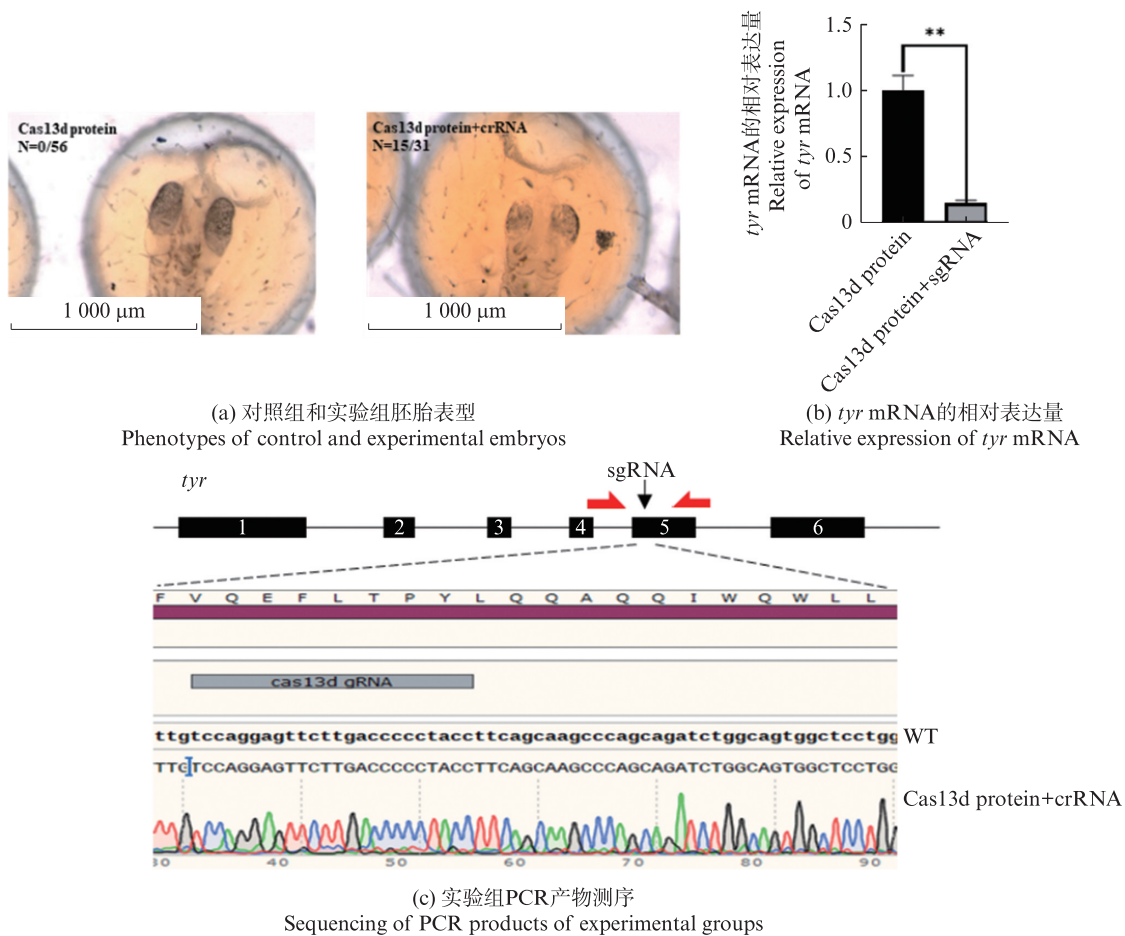 Cas13d protein
N=0/56
1 000 μm
Cas13d protein+crRNA
N=15/31
1 000 μm
(a) 对照组和实验组胚胎表型
Phenotypes of control and experimental embryos
tyr mRNA的相对表达量
Relative expression
of tyr mRNA
1.5
1.0
0.5
0
**
Cas13d protein
Cas13d protein+sgRNA
(b) tyr mRNA的相对表达量
Relative expression of tyr mRNA
tyr
sgRNA
1 2 3 4 5 6
F V Q E F L T P Y L Q Q A Q Q I W Q W L L
cas13d gRNA
ttgtccaggagttcttgacccccctaccttcagcaagcccagcagatctggcagtggctcctgg WT
TTGTCCAGGAGTTCTTGACCCCCTACCTTCAGCAAGCCCAGCAGATCTGGCAGTGGCTCCTGG
Cas13d protein+crRNA
30 40 50 60 70 80 90
(c) 实验组PCR产物测序
Sequencing of PCR products of experimental groups